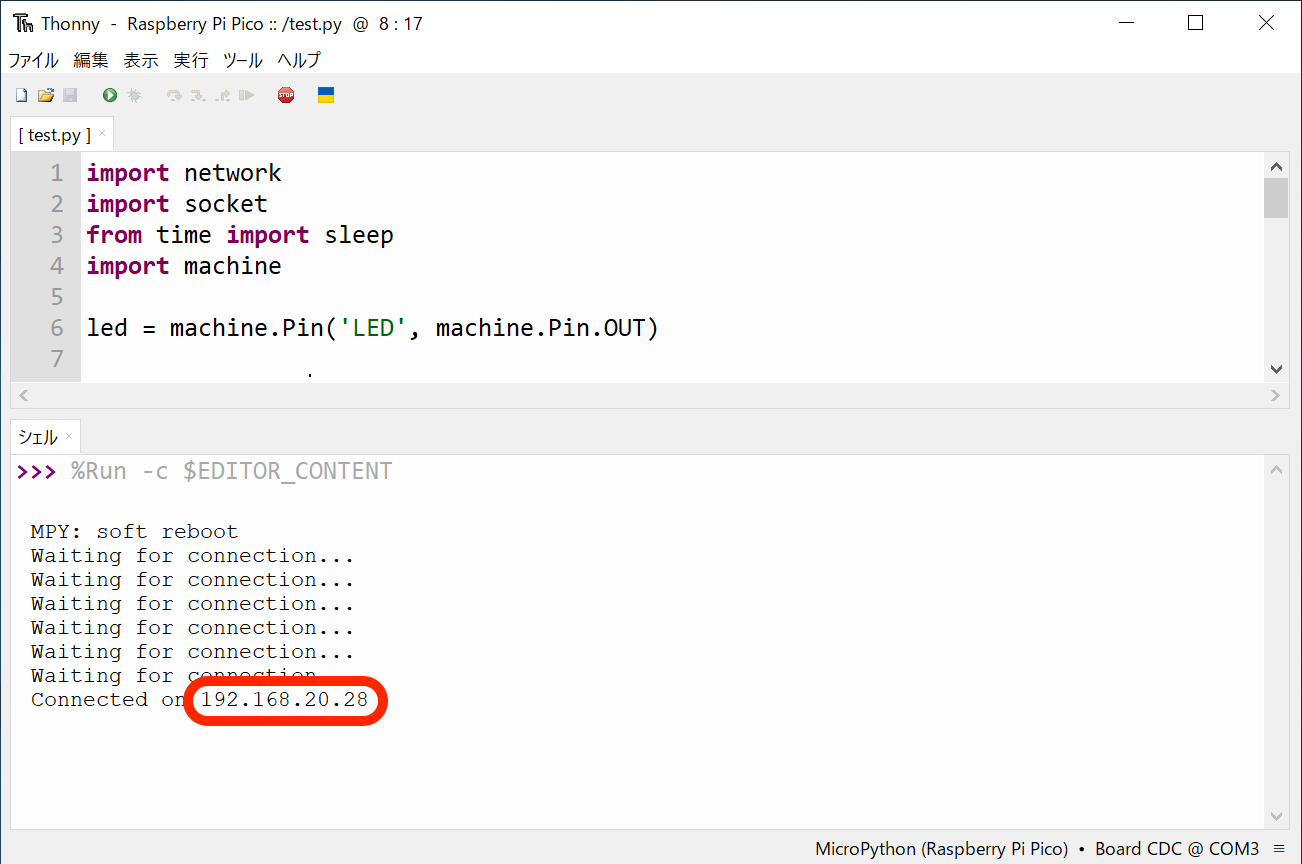 Thonny - Raspberry Pi Pico :: /test.py @ 8 : 17
ファイル 編集 表示 実行 ツール ヘルプ
STOP
[ test.py ] ×
1 import network
2 import socket
3 from time import sleep
4 import machine
5
6 led = machine.Pin('LED', machine.Pin.OUT)
7
シェル ×
>>> %Run -c $EDITOR_CONTENT
MPY: soft reboot
Waiting for connection...
Waiting for connection...
Waiting for connection...
Waiting for connection...
Waiting for connection...
Waiting for connection
Connected on 192.168.20.28
MicroPython (Raspberry Pi Pico) • Board CDC @ COM3 ≡